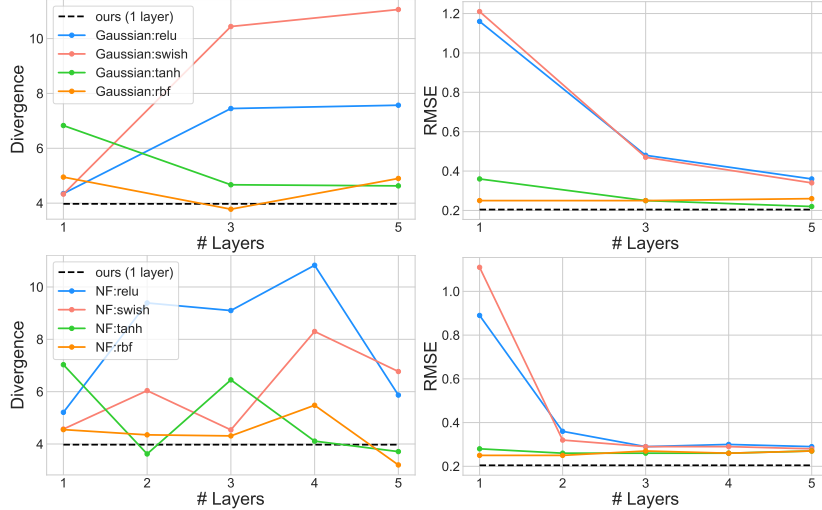 Divergence
10
8
6
4
ours (1 layer)
Gaussian:relu
Gaussian:swish
Gaussian:tanh
Gaussian:rbf
1
3
5
# Layers
RMSE
1.2
1.0
0.8
0.6
0.4
0.2
1
3
5
# Layers
Divergence
10
8
6
4
ours (1 layer)
NF:relu
NF:swish
NF:tanh
NF:rbf
1
2
3
4
5
# Layers
RMSE
1.0
0.8
0.6
0.4
0.2
1
2
3
4
5
# Layers